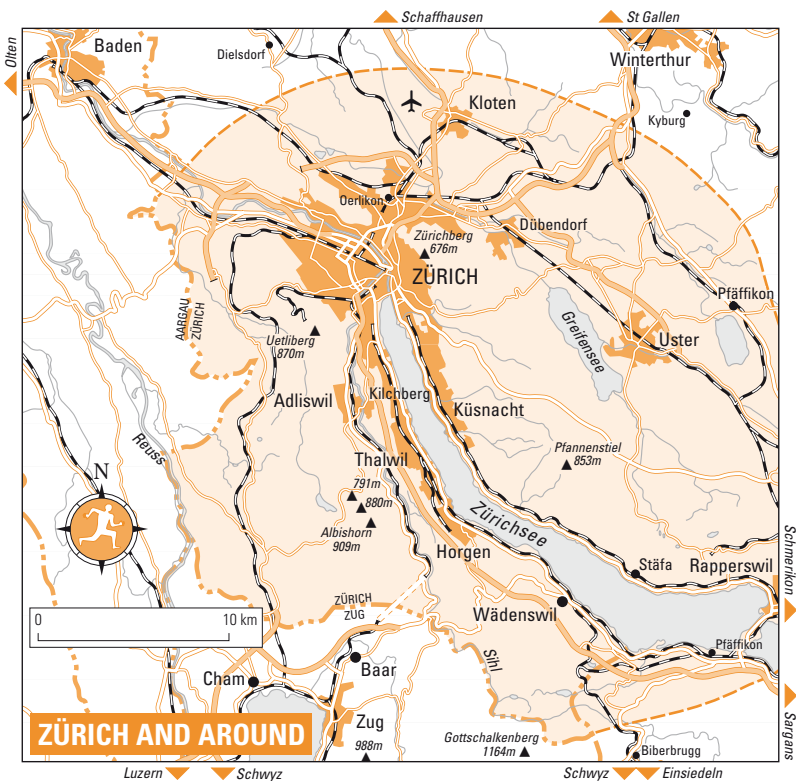 Schaffhausen
St Gallen
Olten
Baden
Dielsdorf
Winterthur
Kloten
Kyburg
Oerlikon
Dübendorf
Zürichberg
676m
ZÜRICH
AARGAU
ZÜRICH
Pfäffikon
Greifensee
Uster
Uetliberg
870m
Adliswil
Kilchberg
Küsnacht
Reuss
Thalwil
Pfannenstiel
853m
N
791m
880m
Albishorn
909m
Zürichsee
Horgen
Schmerikon
Stäfa
Rapperswil
0
10 km
ZÜRICH
ZUG
Wädenswil
Sihl
Pfäffikon
Baar
Cham
Sargans
Zug
ZÜRICH AND AROUND
988m
Gottschalkenberg
1164m
Biberbrugg
Luzern
Schwyz
Schwyz
Einsiedeln